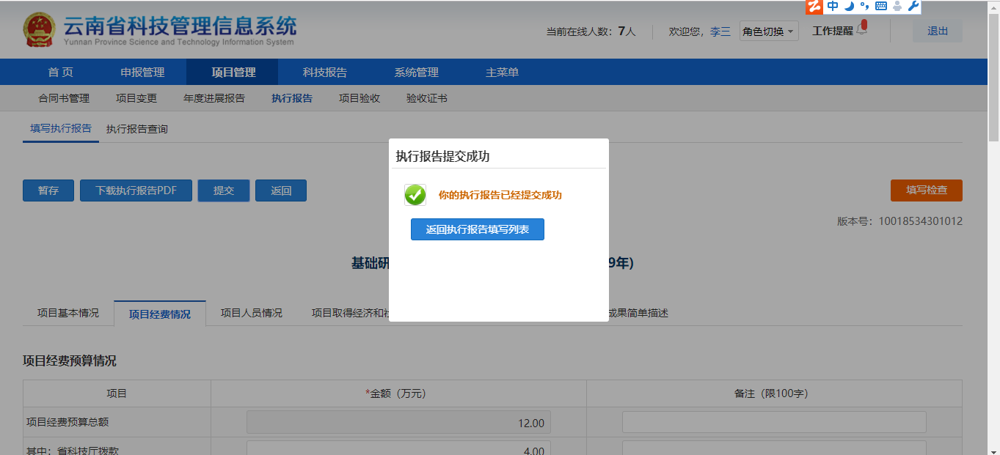 中
云南省科技管理信息系统
Yunnan Province Science and Technology Information System
当前在线人数：7人
欢迎您，李三
角色切换
工作提醒
退出
首 页
申报管理
项目管理
科技报告
系统管理
主菜单
合同书管理
项目变更
年度进展报告
执行报告
项目验收
验收证书
填写执行报告
执行报告查询
执行报告提交成功
你的执行报告已经提交成功
返回执行报告填写列表
暂存
下载执行报告PDF
提交
返回
填写检查
版本号：10018534301012
基础研
9年)
项目基本情况
项目经费情况
项目人员情况
项目取得经济和社
成果简单描述
项目经费预算情况
项目
*金额（万元）
备注（限100字）
项目经费预算总额
12.00
其中：省科技厅拨款
4.00